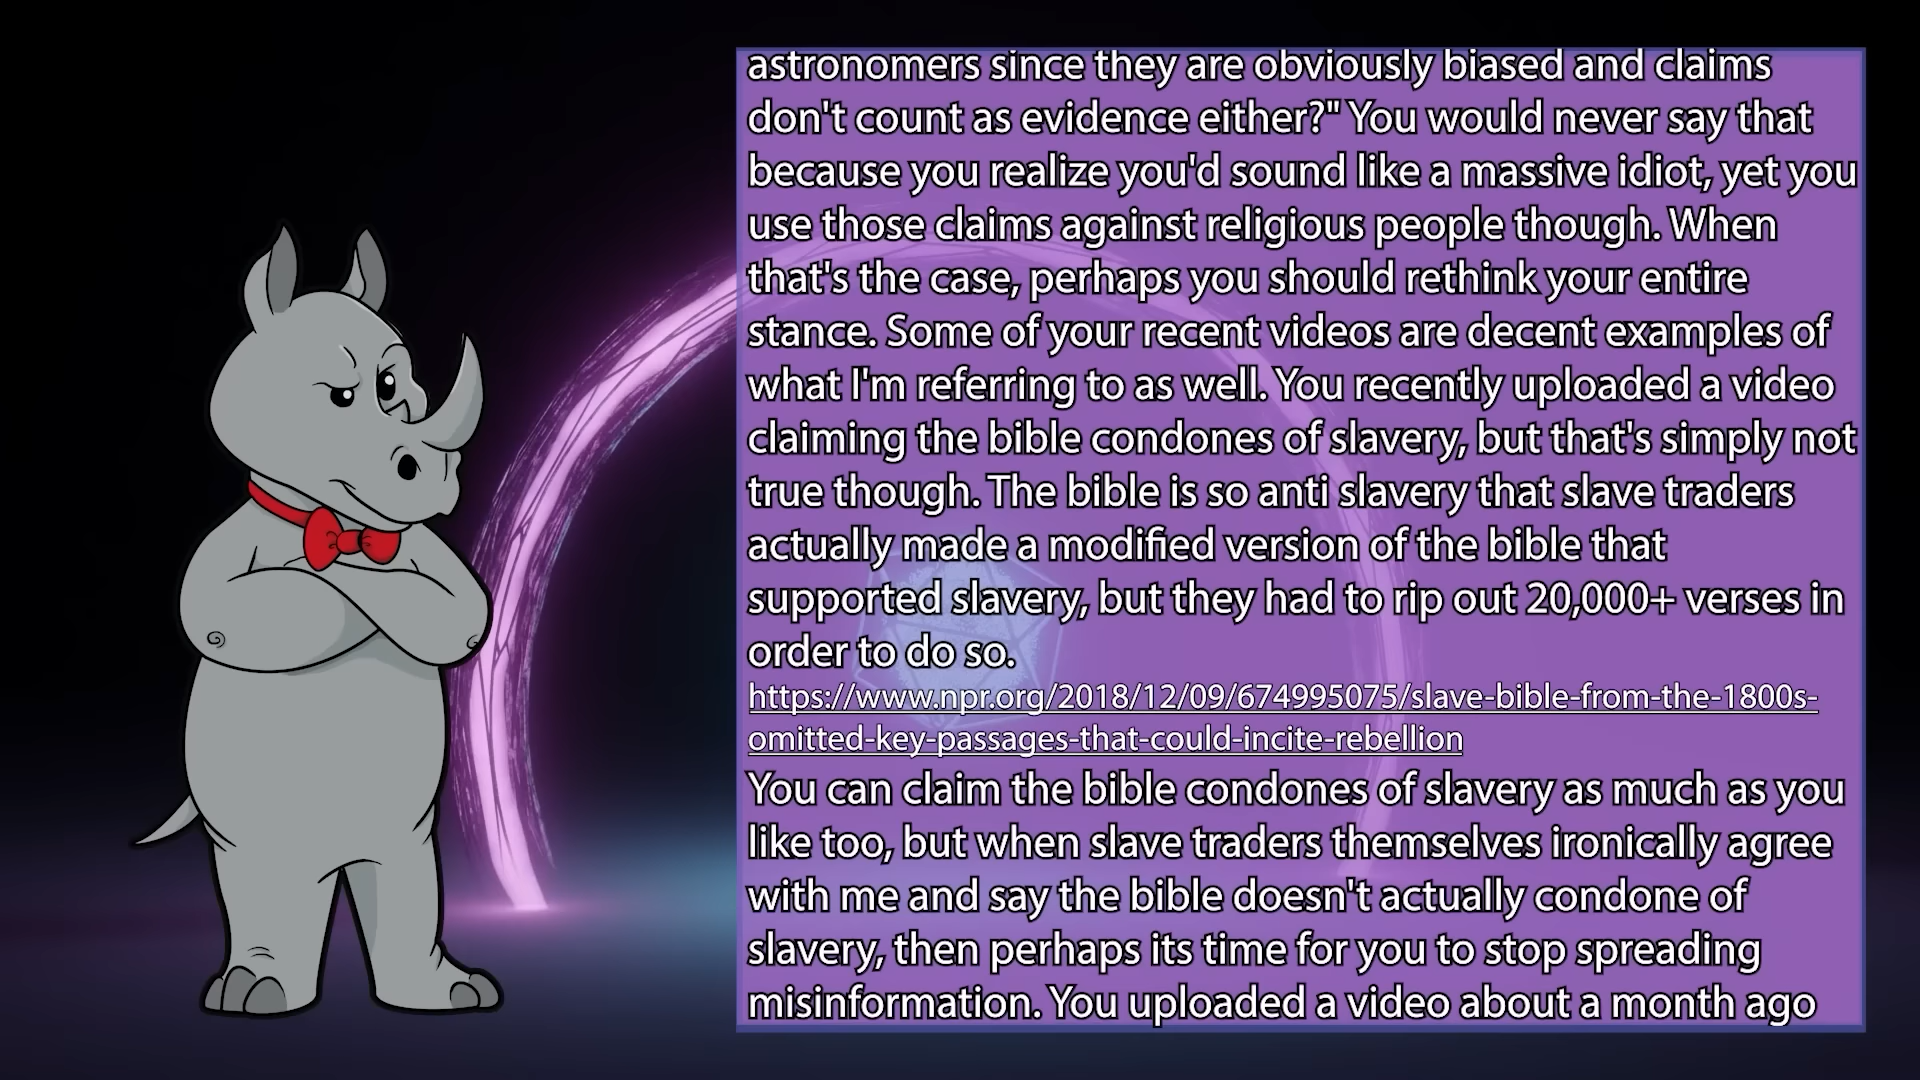 astronomers since they are obviously biased and claims
don't count as evidence either?" You would never say that
because you realize you'd sound like a massive idiot, yet you
use those claims against religious people though. When
that's the case, perhaps you should rethink your entire
stance. Some of your recent videos are decent examples of
what I'm referring to as well. You recently uploaded a video
claiming the bible condones of slavery, but that's simply not
true though. The bible is so anti slavery that slave traders
actually made a modified version of the bible that
supported slavery, but they had to rip out 20,000+ verses in
order to do so.
https://www.npr.org/2018/12/09/674995075/slave-bible-from-the-1800s-
omitted-key-passages-that-could-incite-rebellion
You can claim the bible condones of slavery as much as you
like too, but when slave traders themselves ironically agree
with me and say the bible doesn't actually condone of
slavery, then perhaps its time for you to stop spreading
misinformation. You uploaded a video about a month ago